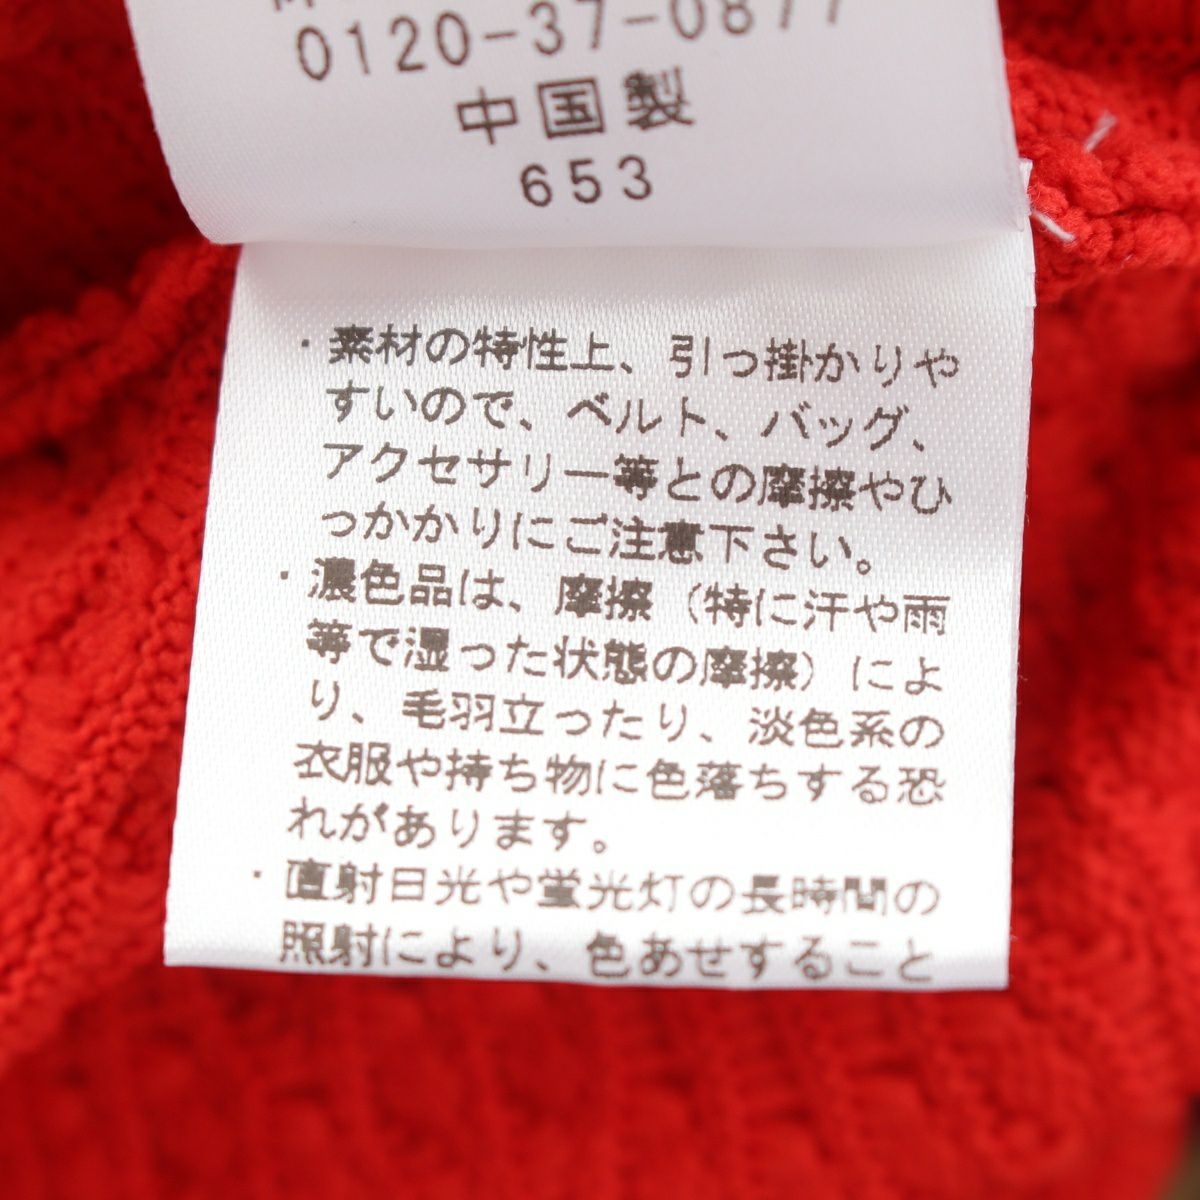 0120-37-0877
中国製
653
・素材の特性上、引っ掛かりや
すいので、ベルト、バッグ、
アクセサリー等との摩擦やひ
っかかりにご注意下さい。
・濃色品は、摩擦（特に汗や雨
等で湿った状態の摩擦）によ
り、毛羽立ったり、淡色系の
衣服や持ち物に色落ちする恐
れがあります。
・直射日光や蛍光灯の長時間の
照射により、色あせすること